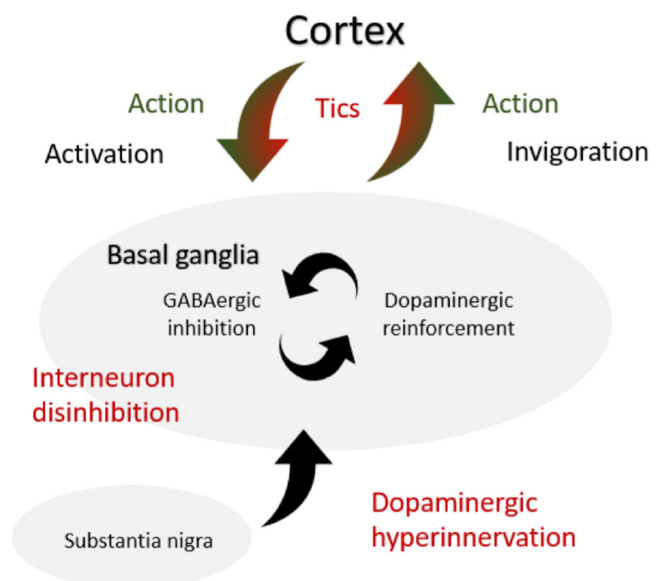 Cortex
Action
Tics
Action
Activation
Invigoration
Basal ganglia
GABAergic
inhibition
Dopaminergic
reinforcement
Interneuron
disinhibition
Dopaminergic
hyperinnervation
Substantia nigra